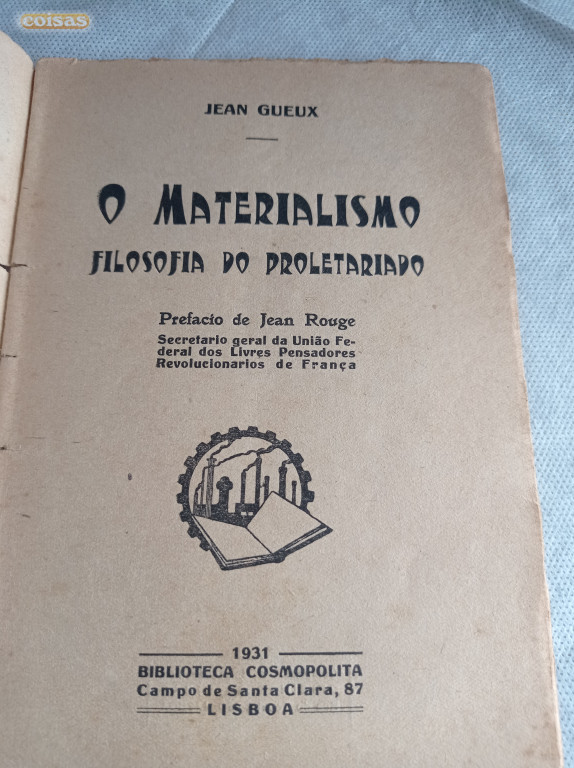 coisas
JEAN GUEUX
O MATERIALISMO
FILOSOFIA DO PROLETARIADO
Prefacio de Jean Rouge
Secretario geral da União Fe-
deral dos Livres Pensadores
Revolucionarios de França
1931
BIBLIOTECA COSMOPOLITA
Campo de Santa Clara, 87
LISBOA